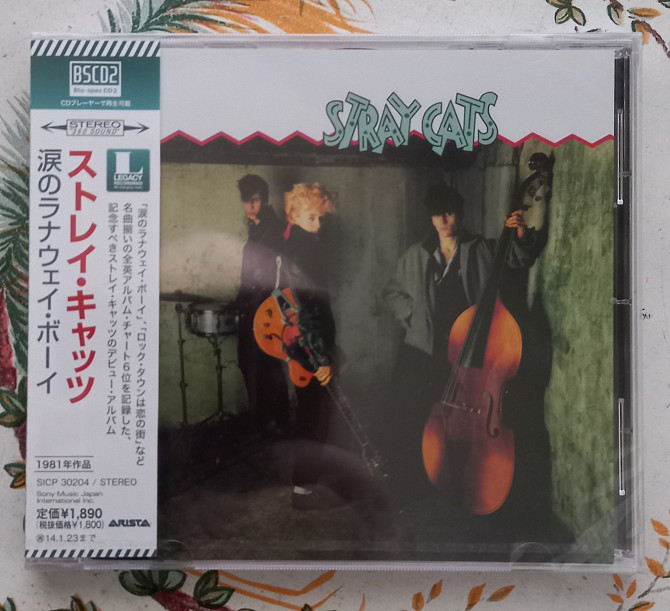 BSCD2
Blu-spec CD2
CDプレーヤーで再生可能
STEREO
"360 SOUND"
L
LEGACY
RECORDINGS
ストレイ・キャッツ
涙のラナウェイ・ボーイ
「涙のラナウェイ・ボーイ」、「ロック・タウンは恋の街」など
名曲揃いの全英アルバム・チャート6位を記録した、
記念すべきストレイ・キャッツのデビュー・アルバム
1981年作品
SICP 30204 / STEREO
Sony Music Japan
International Inc.
定価¥1,890
(税抜価格¥1,800)
ARISTA
14.1.23まで
STRAY CATS